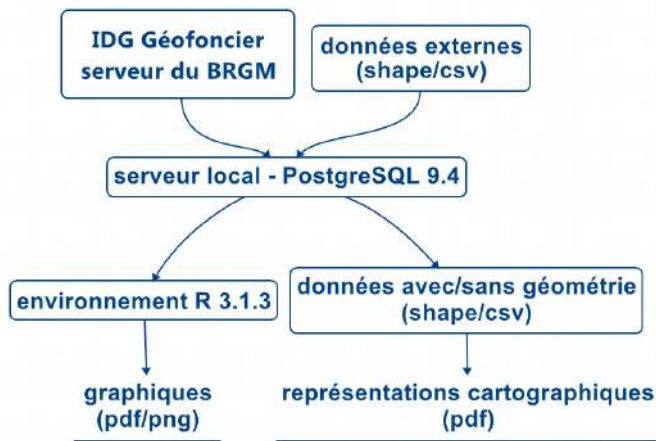 IDG Géofoncier
serveur du BRGM
données externes
(shape/csv)
serveur local - PostgreSQL 9.4
environnement R 3.1.3
données avec/sans géométrie
(shape/csv)
graphiques
(pdf/png)
représentations cartographiques
(pdf)